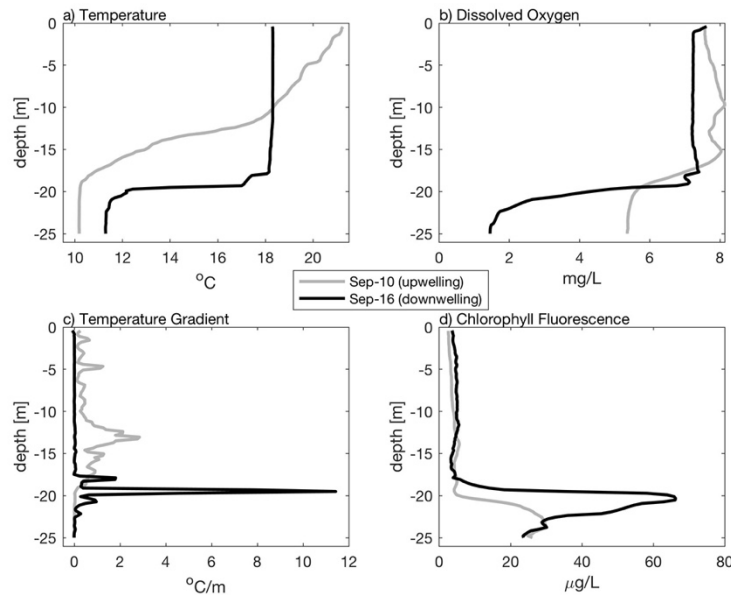 a) Temperature
0
-5
-10
-15
-20
-25
depth [m]
10 12 14 16 18 20
°C
b) Dissolved Oxygen
0
-5
-10
-15
-20
-25
depth [m]
0 2 4 6 8
mg/L
Sep-10 (upwelling)
Sep-16 (downwelling)
c) Temperature Gradient
0
-5
-10
-15
-20
-25
depth [m]
0 2 4 6 8 10 12
°C/m
d) Chlorophyll Fluorescence
0
-5
-10
-15
-20
-25
depth [m]
0 20 40 60 80
μg/L